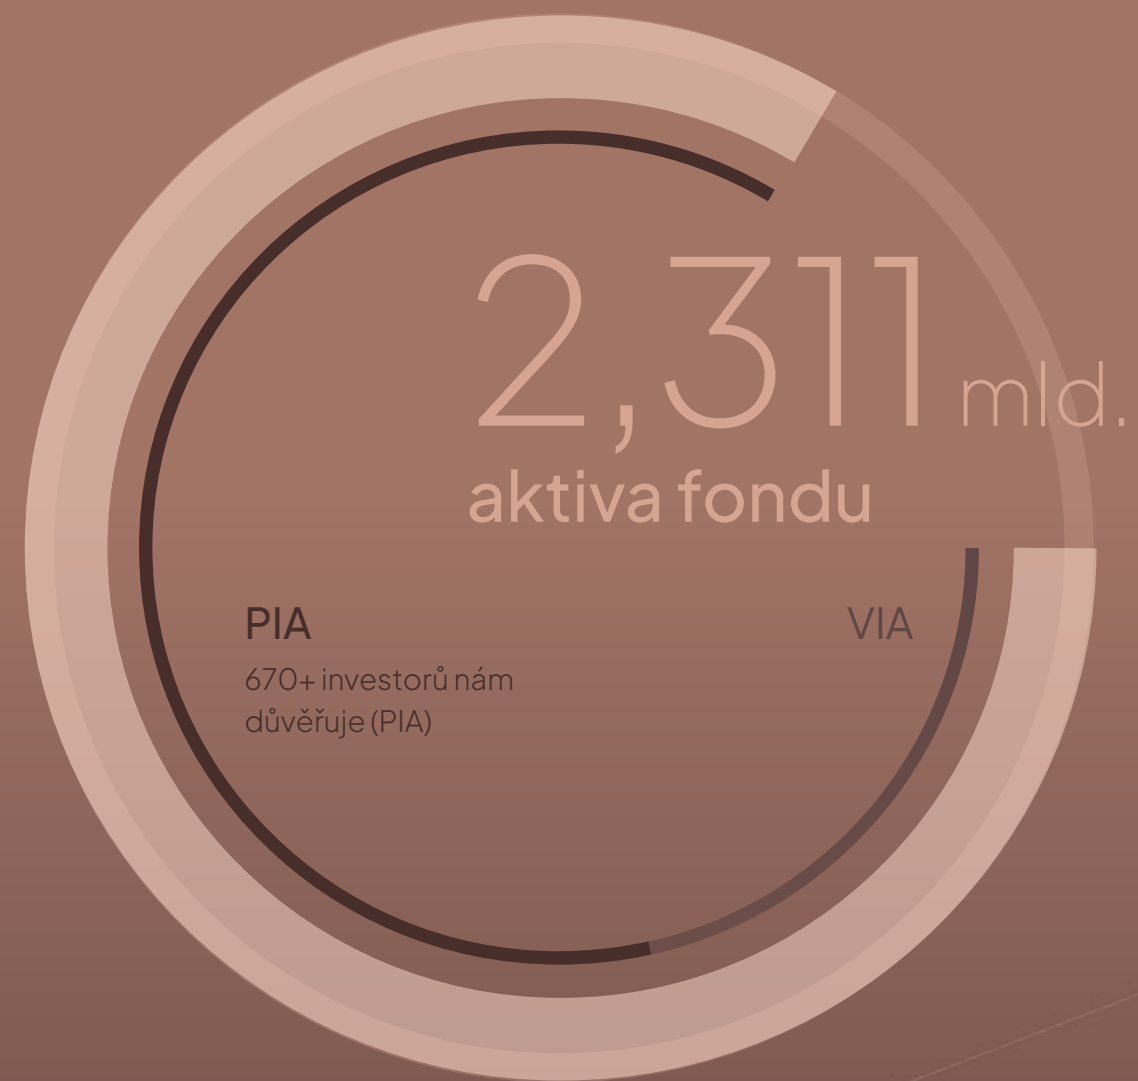 2,311 mld.
aktiva fondu
PIA
VIA
670+ investorů nám
důvěřuje (PIA)